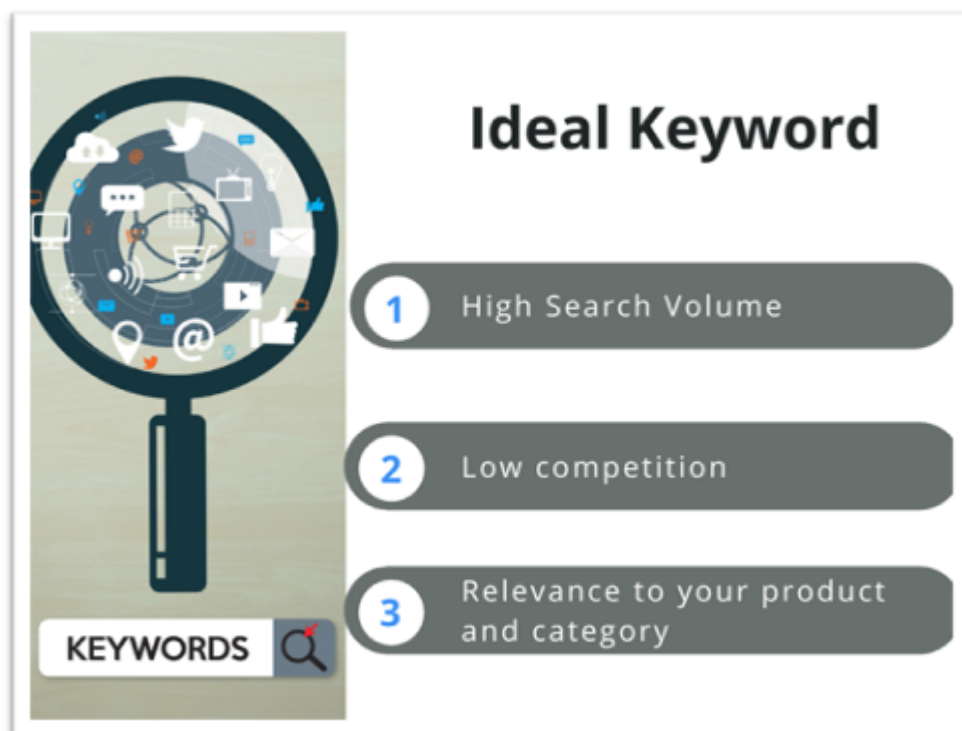 Ideal Keyword
1 High Search Volume
2 Low competition
3 Relevance to your product
and category
KEYWORDS